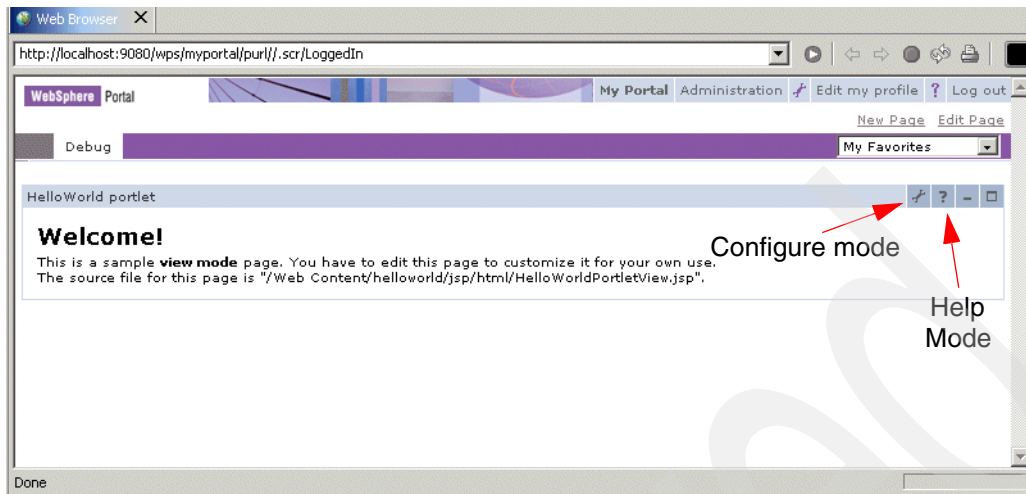 Web Browser X
http://localhost:9080/wps/myportal/purl//.scr/LoggedIn
WebSphere Portal My Portal Administration Edit my profile ? Log out
New Page Edit Page
Debug My Favorites
HelloWorld portlet ?
Welcome!
Configure mode
This is a sample view mode page. You have to edit this page to customize it for your own use.
The source file for this page is "/Web Content/helloworld/jsp/html/HelloWorldPortletView.jsp".
Help
Mode
Done